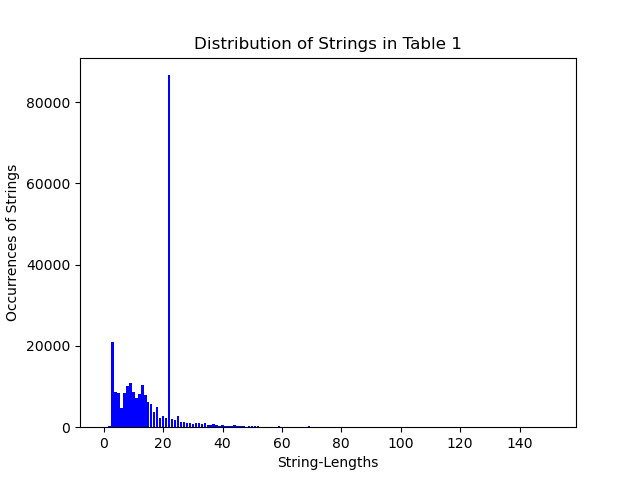 Distribution of Strings in Table 1
Occurrences of Strings
80000
60000
40000
20000
0
0 20 40 60 80 100 120 140
String-Lengths